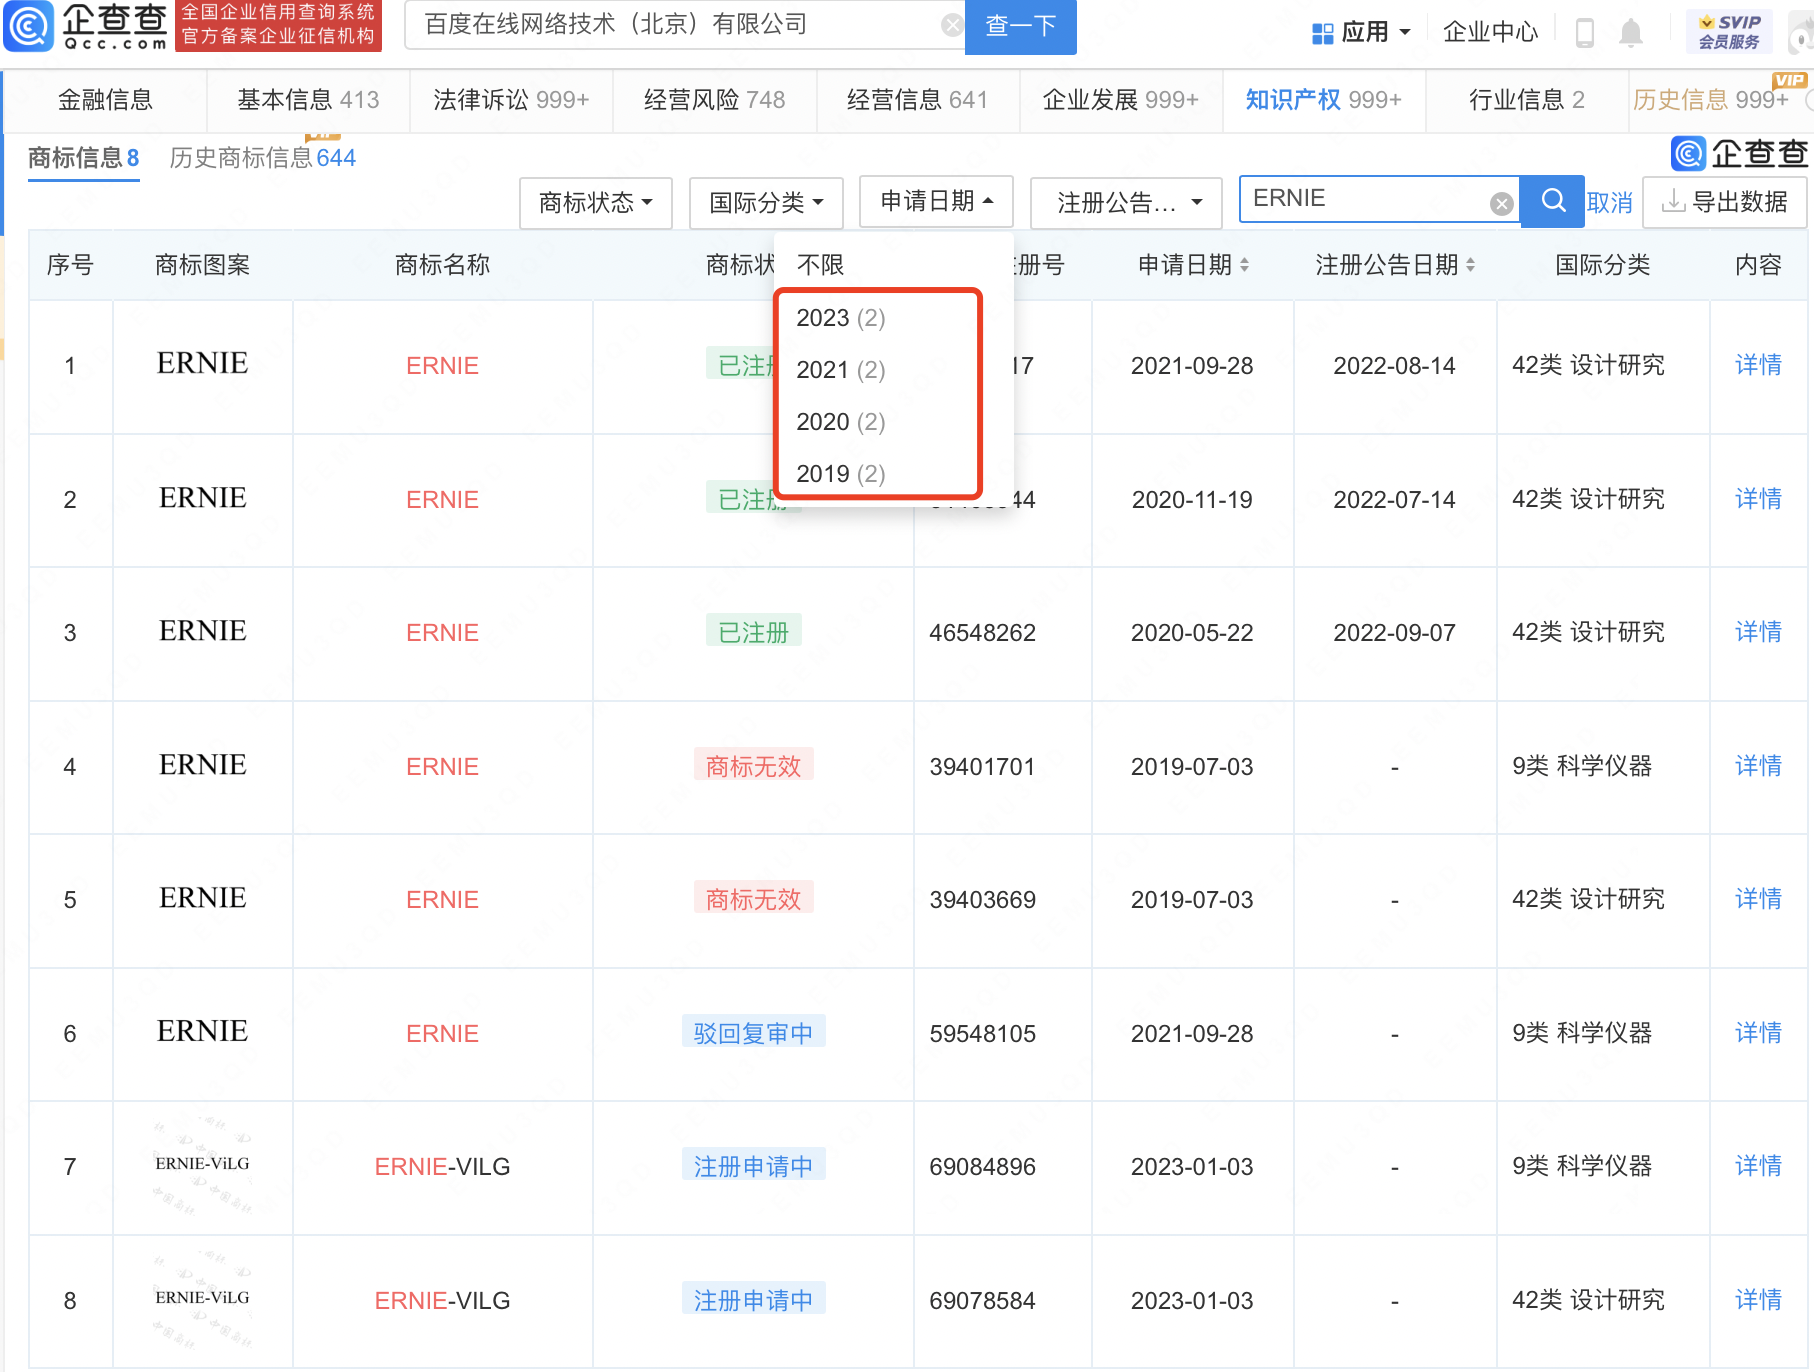 企查查 Qcc.com
全国企业信用查询系统
官方备案企业征信机构
百度在线网络技术（北京）有限公司
查一下
应用
企业中心
SVIP
会员服务
金融信息
基本信息 413
法律诉讼 999+
经营风险 748
经营信息 641
企业发展 999+
知识产权 999+
行业信息 2
历史信息 999+
VIP
商标信息 8
历史商标信息 644
企查查
商标状态
国际分类
申请日期
注册公告...
ERNIE
取消
导出数据
序号 商标图案 商标名称 商标状 册号 申请日期 注册公告日期 国际分类 内容
不限
2023 (2)
2021 (2)
2020 (2)
2019 (2)
1 ERNIE ERNIE 已注册 17 2021-09-28 2022-08-14 42类 设计研究 详情
2 ERNIE ERNIE 已注册 44 2020-11-19 2022-07-14 42类 设计研究 详情
3 ERNIE ERNIE 已注册 46548262 2020-05-22 2022-09-07 42类 设计研究 详情
4 ERNIE ERNIE 商标无效 39401701 2019-07-03 - 9类 科学仪器 详情
5 ERNIE ERNIE 商标无效 39403669 2019-07-03 - 42类 设计研究 详情
6 ERNIE ERNIE 驳回复审中 59548105 2021-09-28 - 9类 科学仪器 详情
7 ERNIE-ViLG ERNIE-VILG 注册申请中 69084896 2023-01-03 - 9类 科学仪器 详情
8 ERNIE-ViLG ERNIE-VILG 注册申请中 69078584 2023-01-03 - 42类 设计研究 详情